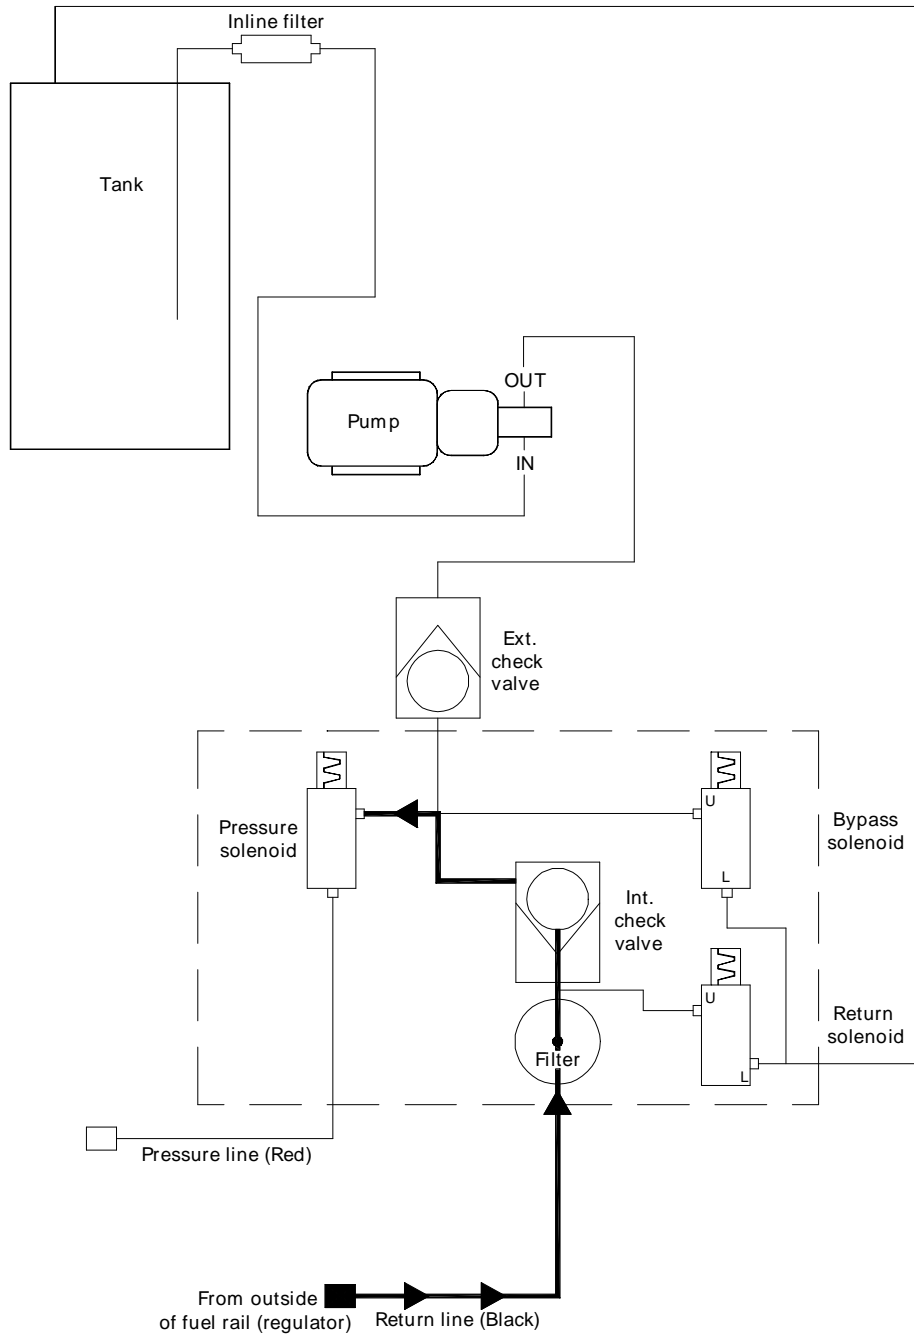 Inline filter
Tank
OUT
Pump
IN
Ext.
check
valve
Pressure
solenoid
U
L
Bypass
solenoid
Int.
check
valve
U
L
Return
solenoid
Filter
Pressure line (Red)
From outside
of fuel rail (regulator)
Return line (Black)